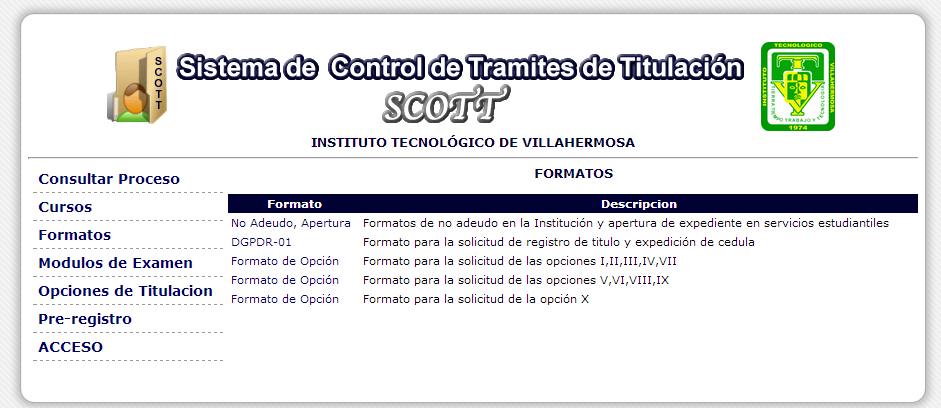 SCOTT
Sistema de Control de Tramites de Titulación
SCOTT
TECNOLOGICO
INSTITUTO
VILLAHERMOSA
TIERRA TIEMPO TRABAJO Y TECNOLOGIA
1974
INSTITUTO TECNOLÓGICO DE VILLAHERMOSA
Consultar Proceso
Cursos
Formatos
Modulos de Examen
Opciones de Titulacion
Pre-registro
ACCESO
FORMATOS
Formato Descripcion
No Adeudo, Apertura Formatos de no adeudo en la Institución y apertura de expediente en servicios estudiantiles
DGPDR-01 Formato para la solicitud de registro de titulo y expedición de cedula
Formato de Opción Formato para la solicitud de las opciones I,II,III,IV,VII
Formato de Opción Formato para la solicitud de las opciones V,VI,VIII,IX
Formato de Opción Formato para la solicitud de la opción X